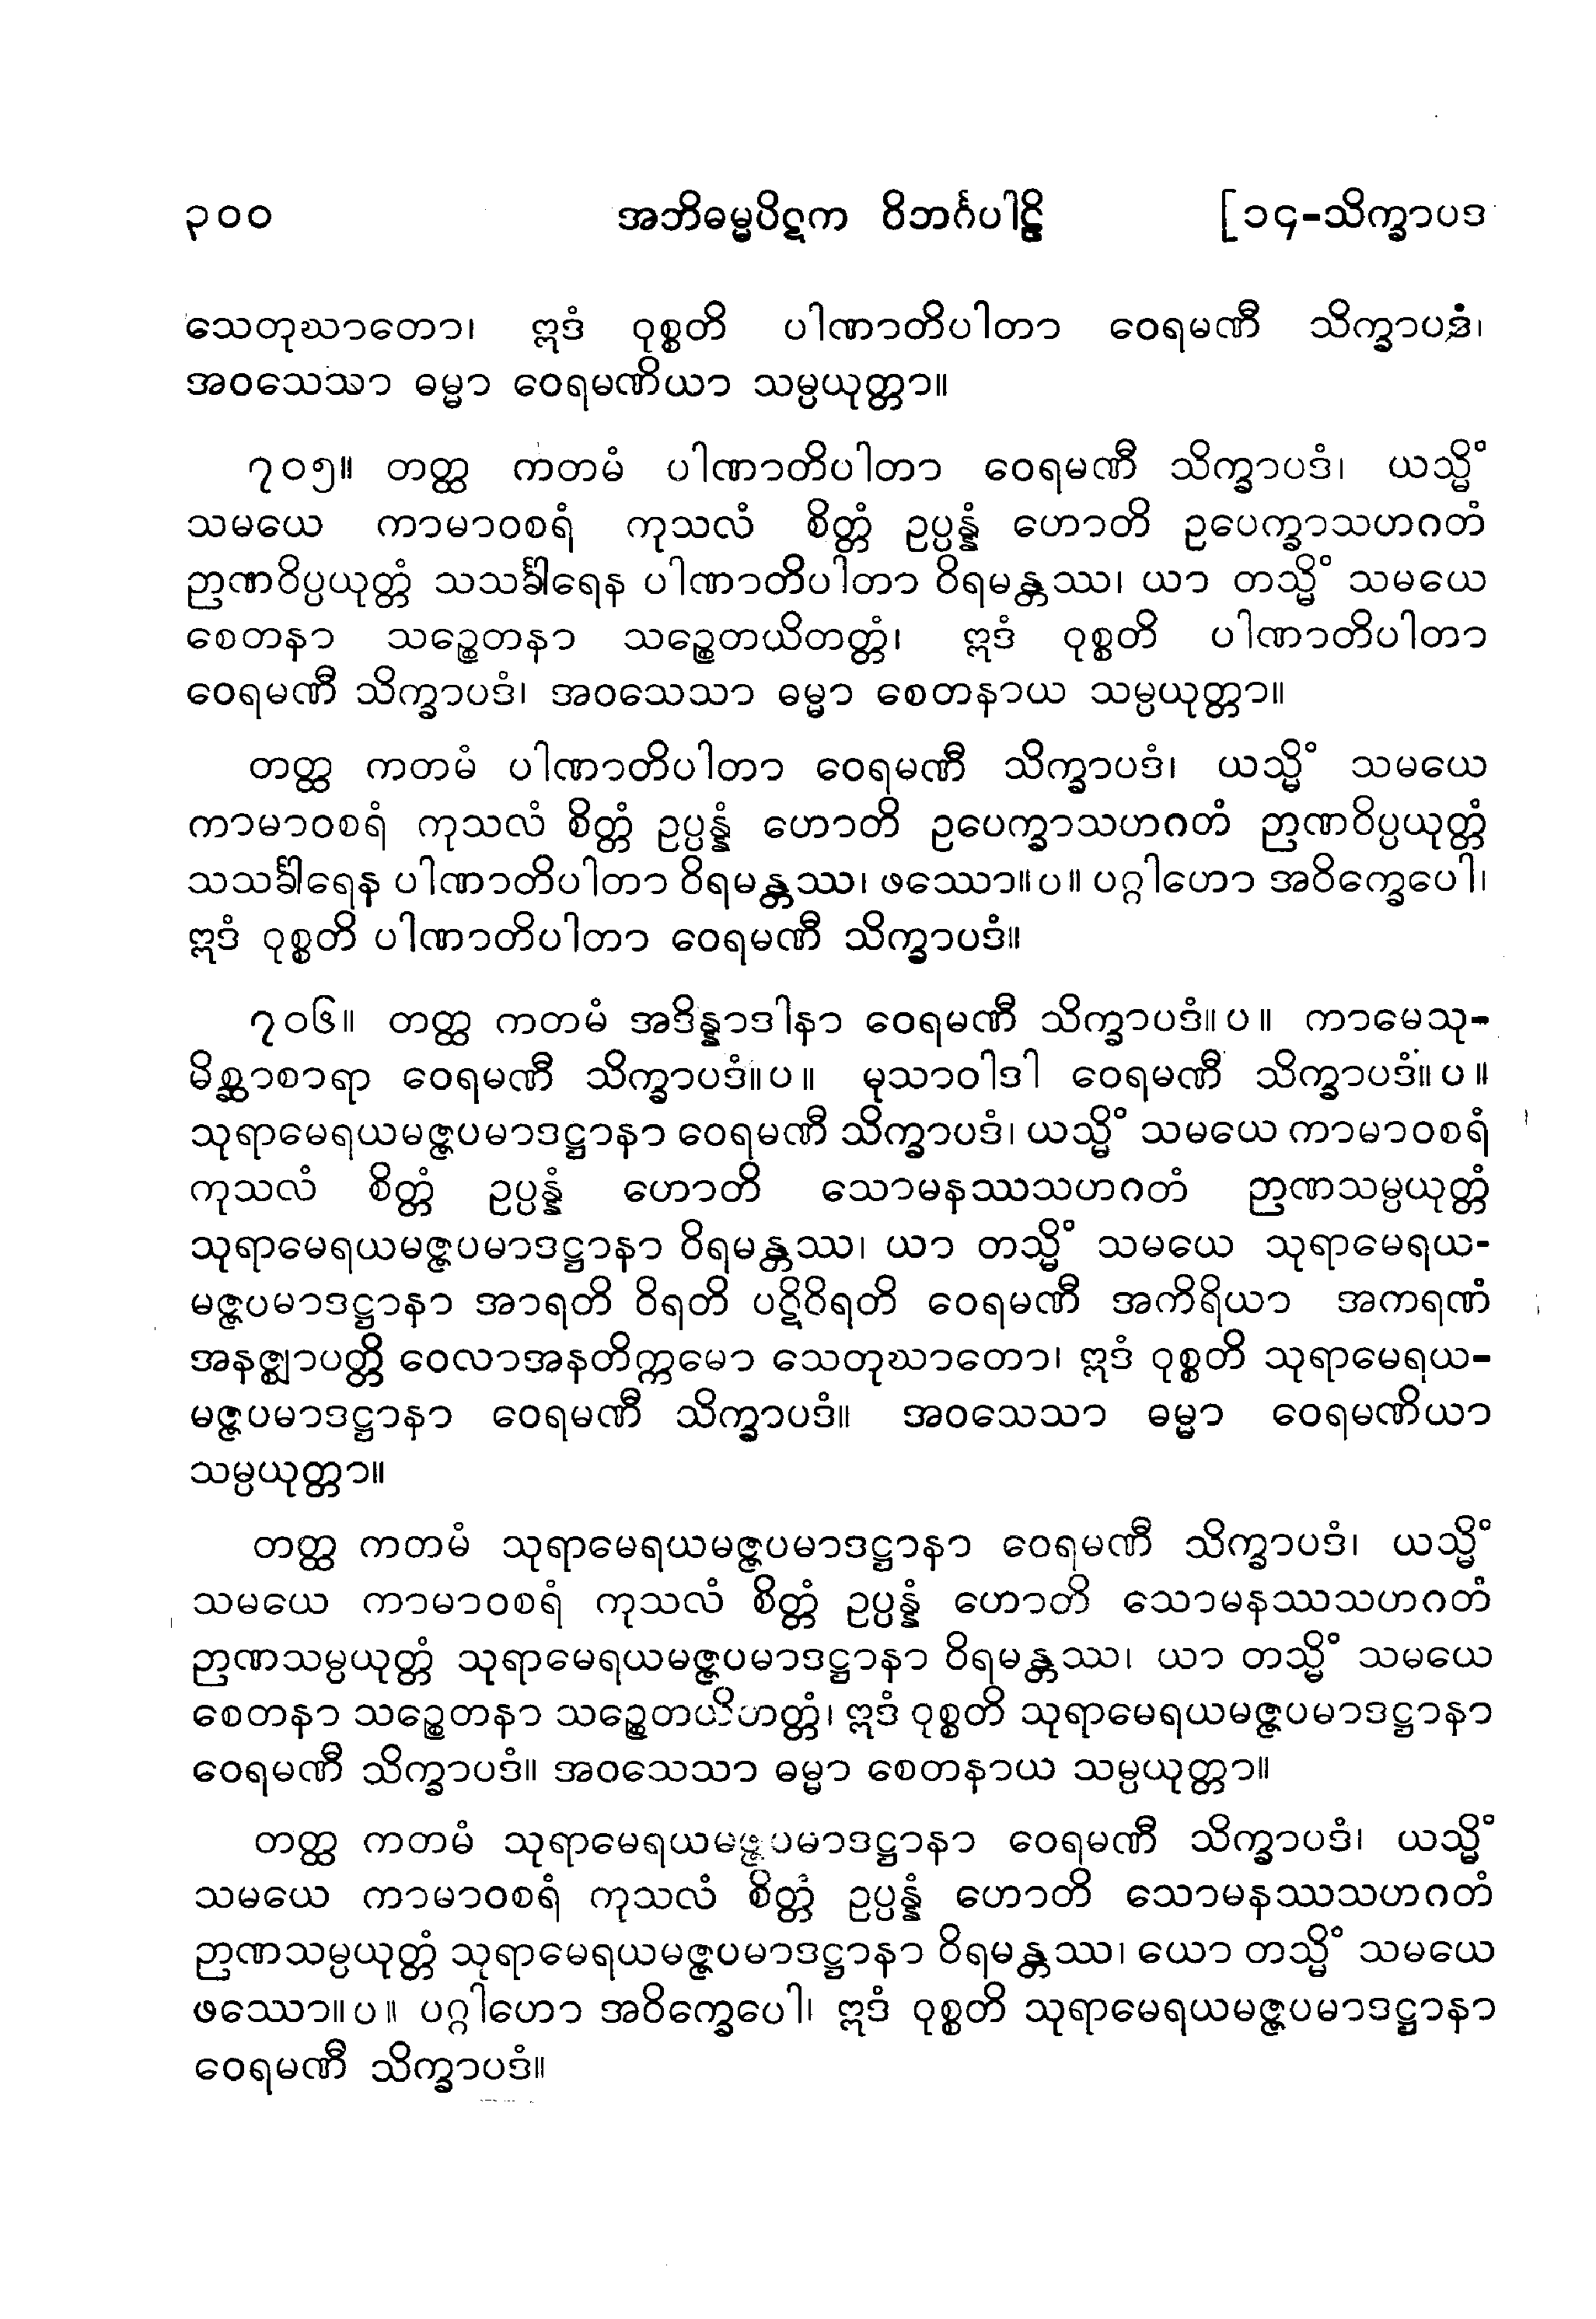 ၃၀၀ အဘိဓမ္မပိဋက ဝိဘင်္ဂပါဠိ [၁၄-သိက္ခာပဒ
သေတုဃာတော၊ ဣဒံ ဝုစ္စတိ ပါဏာတိပါတာ ဝေရမဏီ သိက္ခာပဒံ၊
အဝသေသာ ဓမ္မာ ဝေရမဏိယာ သမ္ပယုတ္တာ။
၇၀၅။ တတ္ထ ကတမံ ပါဏာတိပါတာ ဝေရမဏီ သိက္ခာပဒံ၊ ယသ္မိံ
သမယေ ကာမာဝစရံ ကုသလံ စိတ္တံ ဥပ္ပန္နံ ဟောတိ ဥပေက္ခာသဟဂတံ
ဉာဏဝိပ္ပယုတ္တံ သသင်္ခါရေန ပါဏာတိပါတာ ဝိရမန္တဿ၊ ယာ တသ္မိံ သမယေ
စေတနာ သဉ္စေတနာ သဉ္စေတယိတတ္တံ၊ ဣဒံ ဝုစ္စတိ ပါဏာတိပါတာ
ဝေရမဏီ သိက္ခာပဒံ၊ အဝသေသာ ဓမ္မာ စေတနာယ သမ္ပယုတ္တာ။
တတ္ထ ကတမံ ပါဏာတိပါတာ ဝေရမဏီ သိက္ခာပဒံ၊ ယသ္မိံ သမယေ
ကာမာဝစရံ ကုသလံ စိတ္တံ ဥပ္ပန္နံ ဟောတိ ဥပေက္ခာသဟဂတံ ဉာဏဝိပ္ပယုတ္တံ
သသင်္ခါရေန ပါဏာတိပါတာ ဝိရမန္တဿ၊ ဖဿော။ပ။ ပဂ္ဂါဟော အဝိက္ခေပေါ၊
ဣဒံ ဝုစ္စတိ ပါဏာတိပါတာ ဝေရမဏီ သိက္ခာပဒံ။
၇၀၆။ တတ္ထ ကတမံ အဒိန္နာဒါနာ ဝေရမဏီ သိက္ခာပဒံ။ပ။ ကာမေသု-
မိစ္ဆာစာရာ ဝေရမဏီ သိက္ခာပဒံ။ပ။ မုသာဝါဒါ ဝေရမဏီ သိက္ခာပဒံ။ပ။
သုရာမေရယမဇ္ဇပမာဒဋ္ဌာနာ ဝေရမဏီ သိက္ခာပဒံ၊ ယသ္မိံ သမယေ ကာမာဝစရံ
ကုသလံ စိတ္တံ ဥပ္ပန္နံ ဟောတိ သောမနဿသဟဂတံ ဉာဏသမ္ပယုတ္တံ
သုရာမေရယမဇ္ဇပမာဒဋ္ဌာနာ ဝိရမန္တဿ၊ ယာ တသ္မိံ သမယေ သုရာမေရယ-
မဇ္ဇပမာဒဋ္ဌာနာ အာရတိ ဝိရတိ ပဋိဝိရတိ ဝေရမဏီ အကိရိယာ အကရဏံ
အနဇ္ဈာပတ္တိ ဝေလာအနတိက္ကမော သေတုဃာတော၊ ဣဒံ ဝုစ္စတိ သုရာမေရယ-
မဇ္ဇပမာဒဋ္ဌာနာ ဝေရမဏီ သိက္ခာပဒံ။ အဝသေသာ ဓမ္မာ ဝေရမဏိယာ
သမ္ပယုတ္တာ။
တတ္ထ ကတမံ သုရာမေရယမဇ္ဇပမာဒဋ္ဌာနာ ဝေရမဏီ သိက္ခာပဒံ၊ ယသ္မိံ
သမယေ ကာမာဝစရံ ကုသလံ စိတ္တံ ဥပ္ပန္နံ ဟောတိ သောမနဿသဟဂတံ
ဉာဏသမ္ပယုတ္တံ သုရာမေရယမဇ္ဇပမာဒဋ္ဌာနာ ဝိရမန္တဿ၊ ယာ တသ္မိံ သမယေ
စေတနာ သဉ္စေတနာ သဉ္စေတယိတတ္တံ၊ ဣဒံ ဝုစ္စတိ သုရာမေရယမဇ္ဇပမာဒဋ္ဌာနာ
ဝေရမဏီ သိက္ခာပဒံ။ အဝသေသာ ဓမ္မာ စေတနာယ သမ္ပယုတ္တာ။
တတ္ထ ကတမံ သုရာမေရယမဇ္ဇပမာဒဋ္ဌာနာ ဝေရမဏီ သိက္ခာပဒံ၊ ယသ္မိံ
သမယေ ကာမာဝစရံ ကုသလံ စိတ္တံ ဥပ္ပန္နံ ဟောတိ သောမနဿသဟဂတံ
ဉာဏသမ္ပယုတ္တံ သုရာမေရယမဇ္ဇပမာဒဋ္ဌာနာ ဝိရမန္တဿ၊ ယော တသ္မိံ သမယေ
ဖဿော။ပ။ ပဂ္ဂါဟော အဝိက္ခေပေါ၊ ဣဒံ ဝုစ္စတိ သုရာမေရယမဇ္ဇပမာဒဋ္ဌာနာ
ဝေရမဏီ သိက္ခာပဒံ။